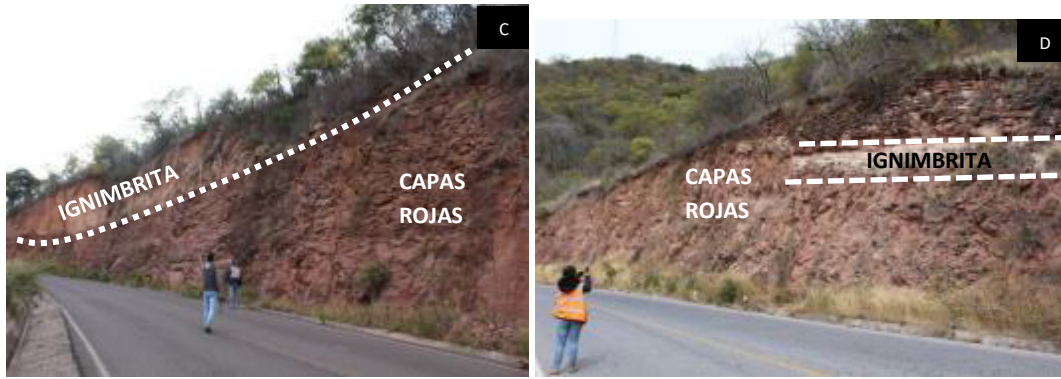 C
IGNIMBRITA
CAPAS
ROJAS
D
IGNIMBRITA
CAPAS
ROJAS